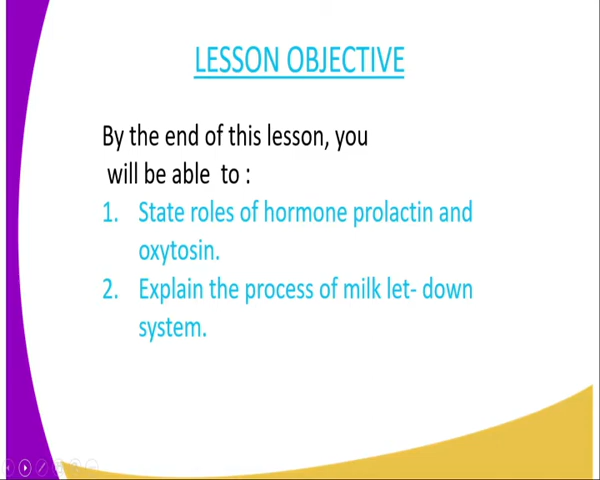 LESSON OBJECTIVE
By the end of this lesson, you
will be able to :
1. State roles of hormone prolactin and
oxytosin.
2. Explain the process of milk let- down
system.